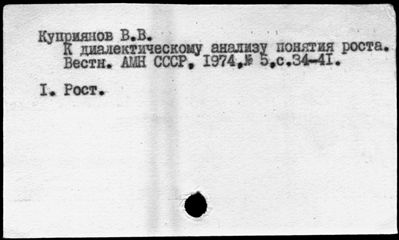 Куприянов В.В.
К диалектическому анализу понятия роста.
Вестн. АМН СССР, 1974,№ 5,с.34-41.
I. Рост.